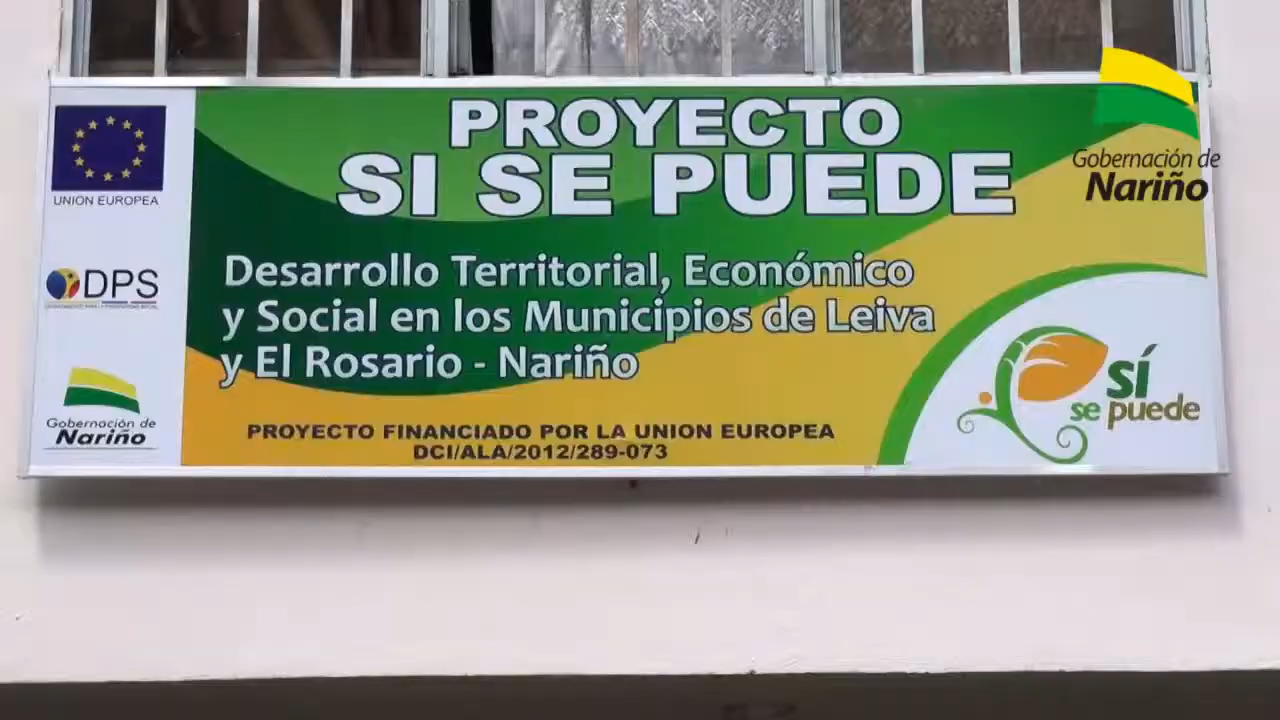 PROYECTO
SI SE PUEDE
Desarrollo Territorial, Económico
y Social en los Municipios de Leiva
y El Rosario - Nariño
PROYECTO FINANCIADO POR LA UNION EUROPEA
DCI/ALA/2012/289-073
UNION EUROPEA
DPS
Gobernación de
Nariño
SÍ
se puede
Gobernación de
Nariño